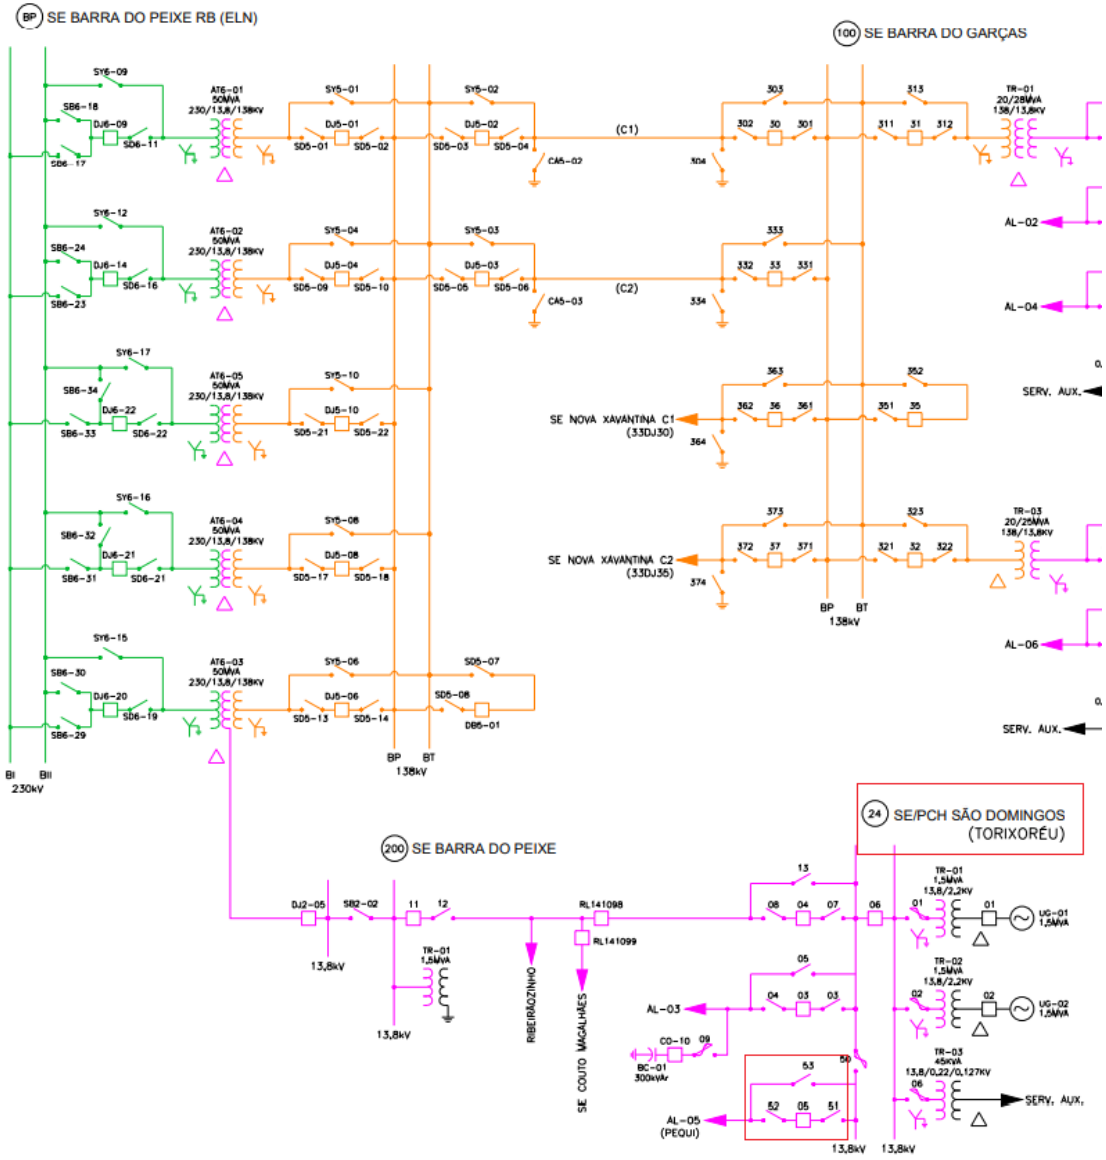 BP SE BARRA DO PEIXE RB (ELN)
100 SE BARRA DO GARÇAS
SY6-09
SB6-18
DJ6-09
SD6-11
SB6-17
AT6-01
50MVA
230/13,8/138KV
SY5-01
DJ5-01
SD5-01 SD5-02
SY5-02
DJ5-02
SD5-03 SD5-04
(C1)
CA5-02
303
302 30 301
304
313
311 31 312
TR-01
20/28MVA
138/13,8KV
AL-02
SY6-12
SB6-24
DJ6-14
SD6-16
SB6-23
AT6-02
50MVA
230/13,8/138KV
SY5-04
DJ5-04
SD5-09 SD5-10
SY5-03
DJ5-03
SD5-05 SD5-06
(C2)
CA5-03
333
332 33 331
334
AL-04
SY6-17
SB6-34
DJ6-22
SB6-33 SD6-22
AT6-05
50MVA
230/13,8/138KV
SY5-10
DJ5-10
SD5-21 SD5-22
SE NOVA XAVANTINA C1
(33DJ30)
363
362 36 361
364
352
351 35
0,
SERV. AUX.
SY6-16
SB6-32
DJ6-21
SB6-31 SD6-21
AT6-04
50MVA
230/13,8/138KV
SY5-08
DJ5-08
SD5-17 SD5-18
SE NOVA XAVANTINA C2
(33DJ35)
373
372 37 371
374
323
321 32 322
TR-03
20/25MVA
138/13,8KV
BP BT
138kV
AL-06
SY6-15
SB6-30
DJ6-20
SD6-19
SB6-29
AT6-03
50MVA
230/13,8/138KV
SY5-06
DJ5-06
SD5-13 SD5-14
SD5-07
SD5-08
DB5-01
0,
SERV. AUX.
BI BII
230kV
BP BT
138kV
24 SE/PCH SÃO DOMINGOS
(TORIXORÉU)
200 SE BARRA DO PEIXE
DJ2-05
SB2-02
11 12
13,8kV
TR-01
1,5MVA
13,8kV
RL141098
RL141099
RIBEIRÃOZINHO
SE COUTO MAGALHÃES
13
08 04 07
06
01
TR-01
1,5MVA
13,8/2,2KV
01
UG-01
1,5MVA
05
AL-03
04 03 03
CO-10 09
BC-01
300kVAr
02
TR-02
1,5MVA
13,8/2,2KV
02
UG-02
1,5MVA
50
53
52 05 51
AL-05
(PEQUI)
06
TR-03
45KVA
13,8/0,22/0,127KV
SERV. AUX.
13,8kV 13,8kV